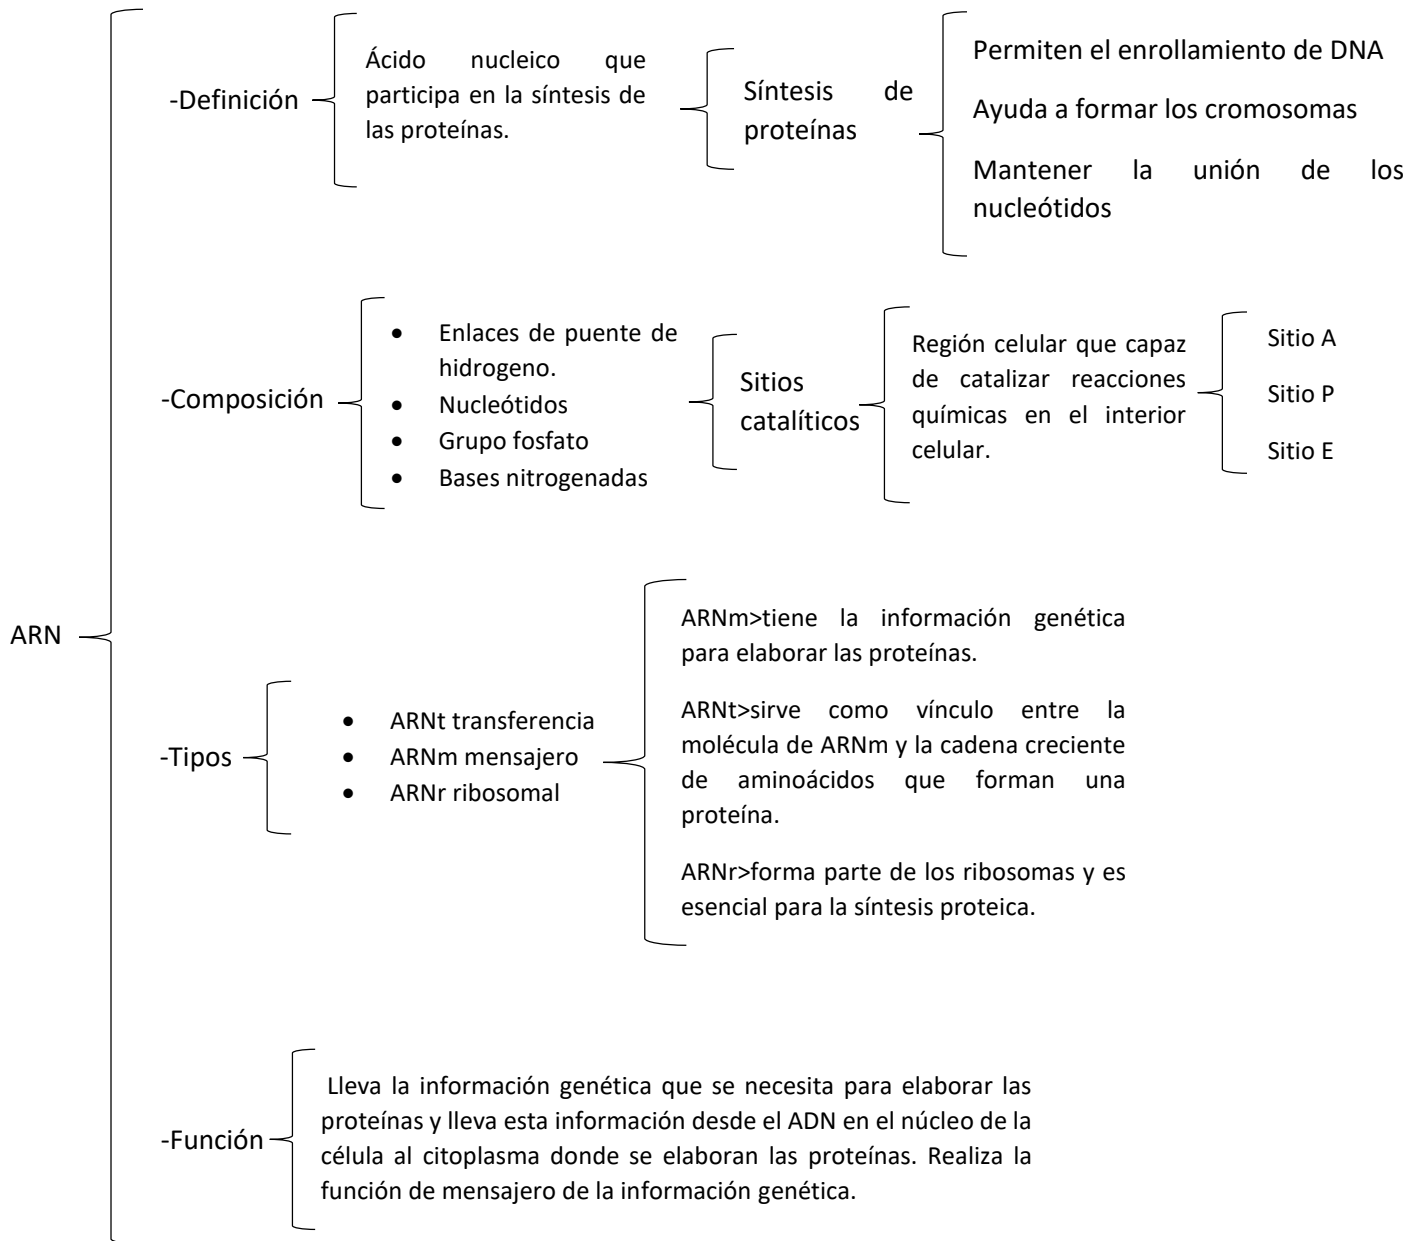 ARN
-Definición
Ácido nucleico que
participa en la síntesis de
las proteínas.
Síntesis de
proteínas
Permiten el enrollamiento de DNA
Ayuda a formar los cromosomas
Mantener la unión de los
nucleótidos
-Composición
• Enlaces de puente de
hidrogeno.
• Nucleótidos
• Grupo fosfato
• Bases nitrogenadas
Sitios
catalíticos
Región celular que capaz
de catalizar reacciones
químicas en el interior
celular.
Sitio A
Sitio P
Sitio E
-Tipos
• ARNt transferencia
• ARNm mensajero
• ARNr ribosomal
ARNm>tiene la información genética
para elaborar las proteínas.
ARNt>sirve como vínculo entre la
molécula de ARNm y la cadena creciente
de aminoácidos que forman una
proteína.
ARNr>forma parte de los ribosomas y es
esencial para la síntesis proteica.
-Función
Lleva la información genética que se necesita para elaborar las
proteínas y lleva esta información desde el ADN en el núcleo de la
célula al citoplasma donde se elaboran las proteínas. Realiza la
función de mensajero de la información genética.